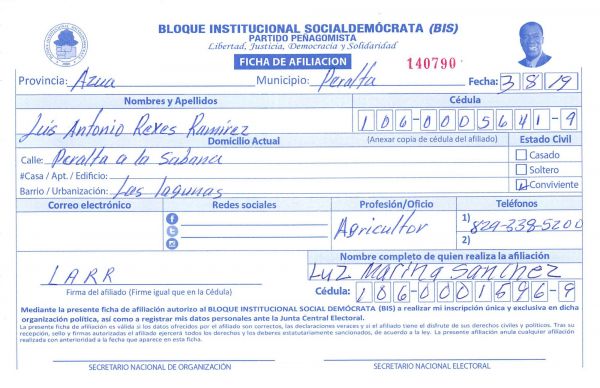 BLOQUE INSTITUCIONAL SOCIALDEMÓCRATA (BIS)
PARTIDO PEÑAGOMISTA
Libertad, Justicia, Democracia y Solidaridad
FICHA DE AFILIACION 140790
Provincia: Azua Municipio: Peralta Fecha: 3 8 19
Nombres y Apellidos Cédula
Luis Antonio Reyes Ramirez 106-0005641-9
Domicilio Actual (Anexar copia de cédula del afiliado) Estado Civil
Calle: Peralta a la Sabana Casado
#Casa / Apt. / Edificio: Soltero
Barrio / Urbanización: Las lagunas Conviviente
Correo electrónico Redes sociales Profesión/Oficio Teléfonos
Agricultor 1) 829-338-5200
2)
Nombre completo de quien realiza la afiliación
LARR Luz Marina Sanchez
Firma del afiliado (Firme igual que en la Cédula) Cédula: 106-0001596-9
Mediante la presente ficha de afiliación autorizo al BLOQUE INSTITUCIONAL SOCIAL DEMÓCRATA (BIS) a realizar mi inscripción única y exclusiva en dicha
organización política, así como a registrar mis datos personales ante la Junta Central Electoral.
La presente ficha de afiliación es válida si los datos ofrecidos por el afiliado son correctos, las declaraciones veraces y si el afiliado tiene el disfrute de sus derechos civiles y políticos. Tras su
recepción, sello y firmas autorizadas el afiliado ejercerá todos los derechos y los deberes estatutariamente sancionados, de acuerdo a la ley. La presente afiliación anula cualquier afiliación
realizada con anterioridad a la fecha que aparece en esta ficha.
SECRETARIO NACIONAL DE ORGANIZACIÓN SECRETARIO NACIONAL ELECTORAL